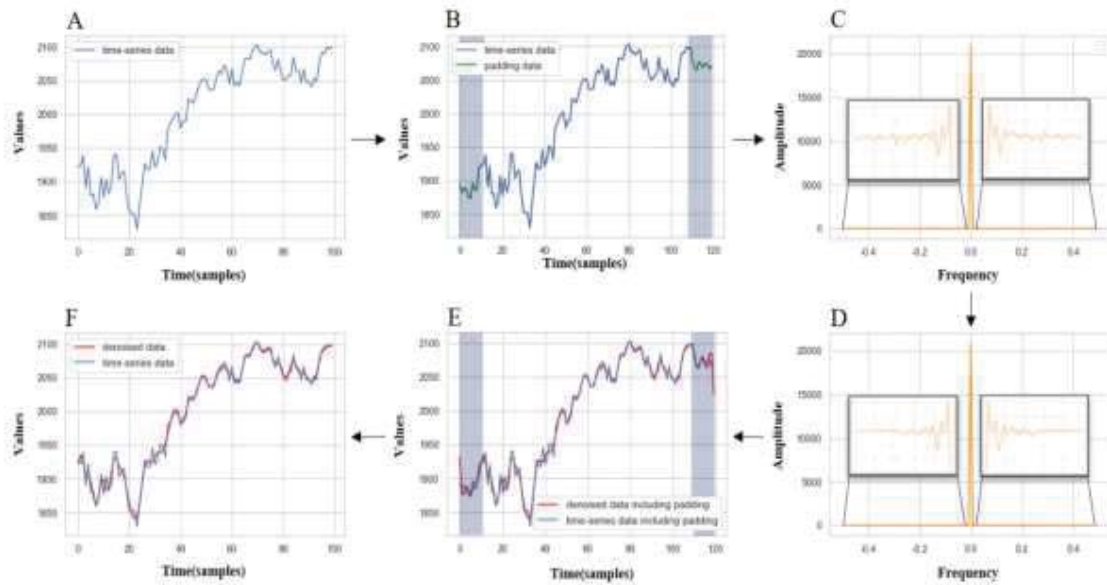 A
time-series data
2100
2050
2000
1950
1900
1850
Values
0 20 40 60 80 100
Time(samples)
B
time-series data
padding data
2100
2050
2000
1950
1900
1850
Values
0 20 40 60 80 100 120
Time(samples)
C
20000
15000
10000
5000
0
Amplitude
-0.4 -0.2 0.0 0.2 0.4
Frequency
F
denoised data
time-series data
2100
2050
2000
1950
1900
1850
Values
0 20 40 60 80 100
Time(samples)
E
2100
2050
2000
1950
1900
1850
Values
denoised data including padding
time-series data including padding
0 20 40 60 80 100 120
Time(samples)
D
20000
15000
10000
5000
0
Amplitude
-0.4 -0.2 0.0 0.2 0.4
Frequency